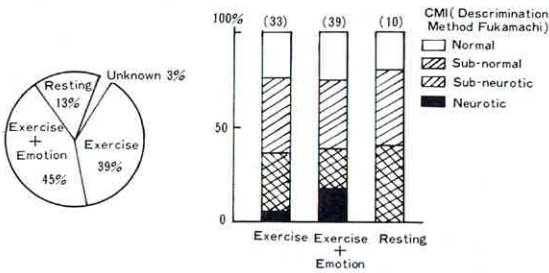 Unknown 3%
Resting
13%
Exercise
+
Emotion
45%
Exercise
39%
100%
50
0
(33)
(39)
(10)
Exercise
Exercise
+
Emotion
Resting
CMI(Descrimination
Method Fukamachi)
Normal
Sub-normal
Sub-neurotic
Neurotic